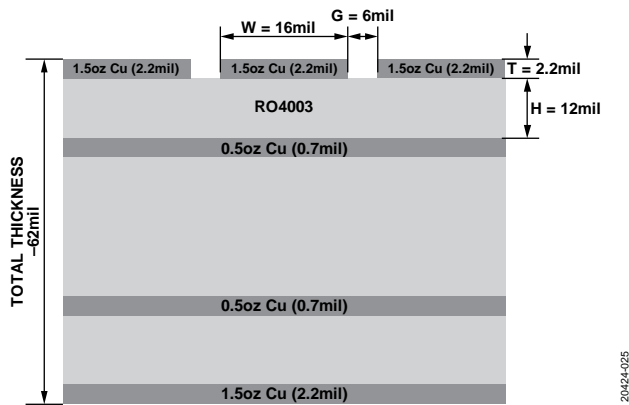 G = 6mil
W = 16mil
1.5oz Cu (2.2mil)
1.5oz Cu (2.2mil)
1.5oz Cu (2.2mil)
T = 2.2mil
RO4003
H = 12mil
0.5oz Cu (0.7mil)
TOTAL THICKNESS
~62mil
0.5oz Cu (0.7mil)
1.5oz Cu (2.2mil)
20424-025